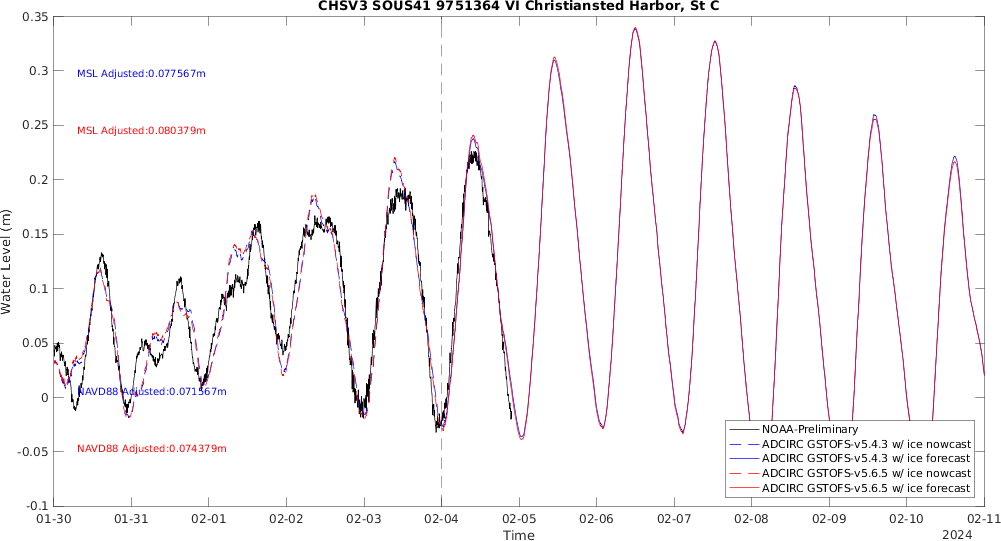 CHSV3 SOUS41 9751364 VI Christiansted Harbor, St C
0.35
0.3
0.25
0.2
0.15
0.1
0.05
0
-0.05
-0.1
Water Level (m)
MSL Adjusted:0.077567m
MSL Adjusted:0.080379m
NAVD88 Adjusted:0.071567m
NAVD88 Adjusted:0.074379m
NOAA-Preliminary
ADCIRC GSTOFS-v5.4.3 w/ ice nowcast
ADCIRC GSTOFS-v5.4.3 w/ ice forecast
ADCIRC GSTOFS-v5.6.5 w/ ice nowcast
ADCIRC GSTOFS-v5.6.5 w/ ice forecast
01-30 01-31 02-01 02-02 02-03 02-04 02-05 02-06 02-07 02-08 02-09 02-10 02-11
Time
2024